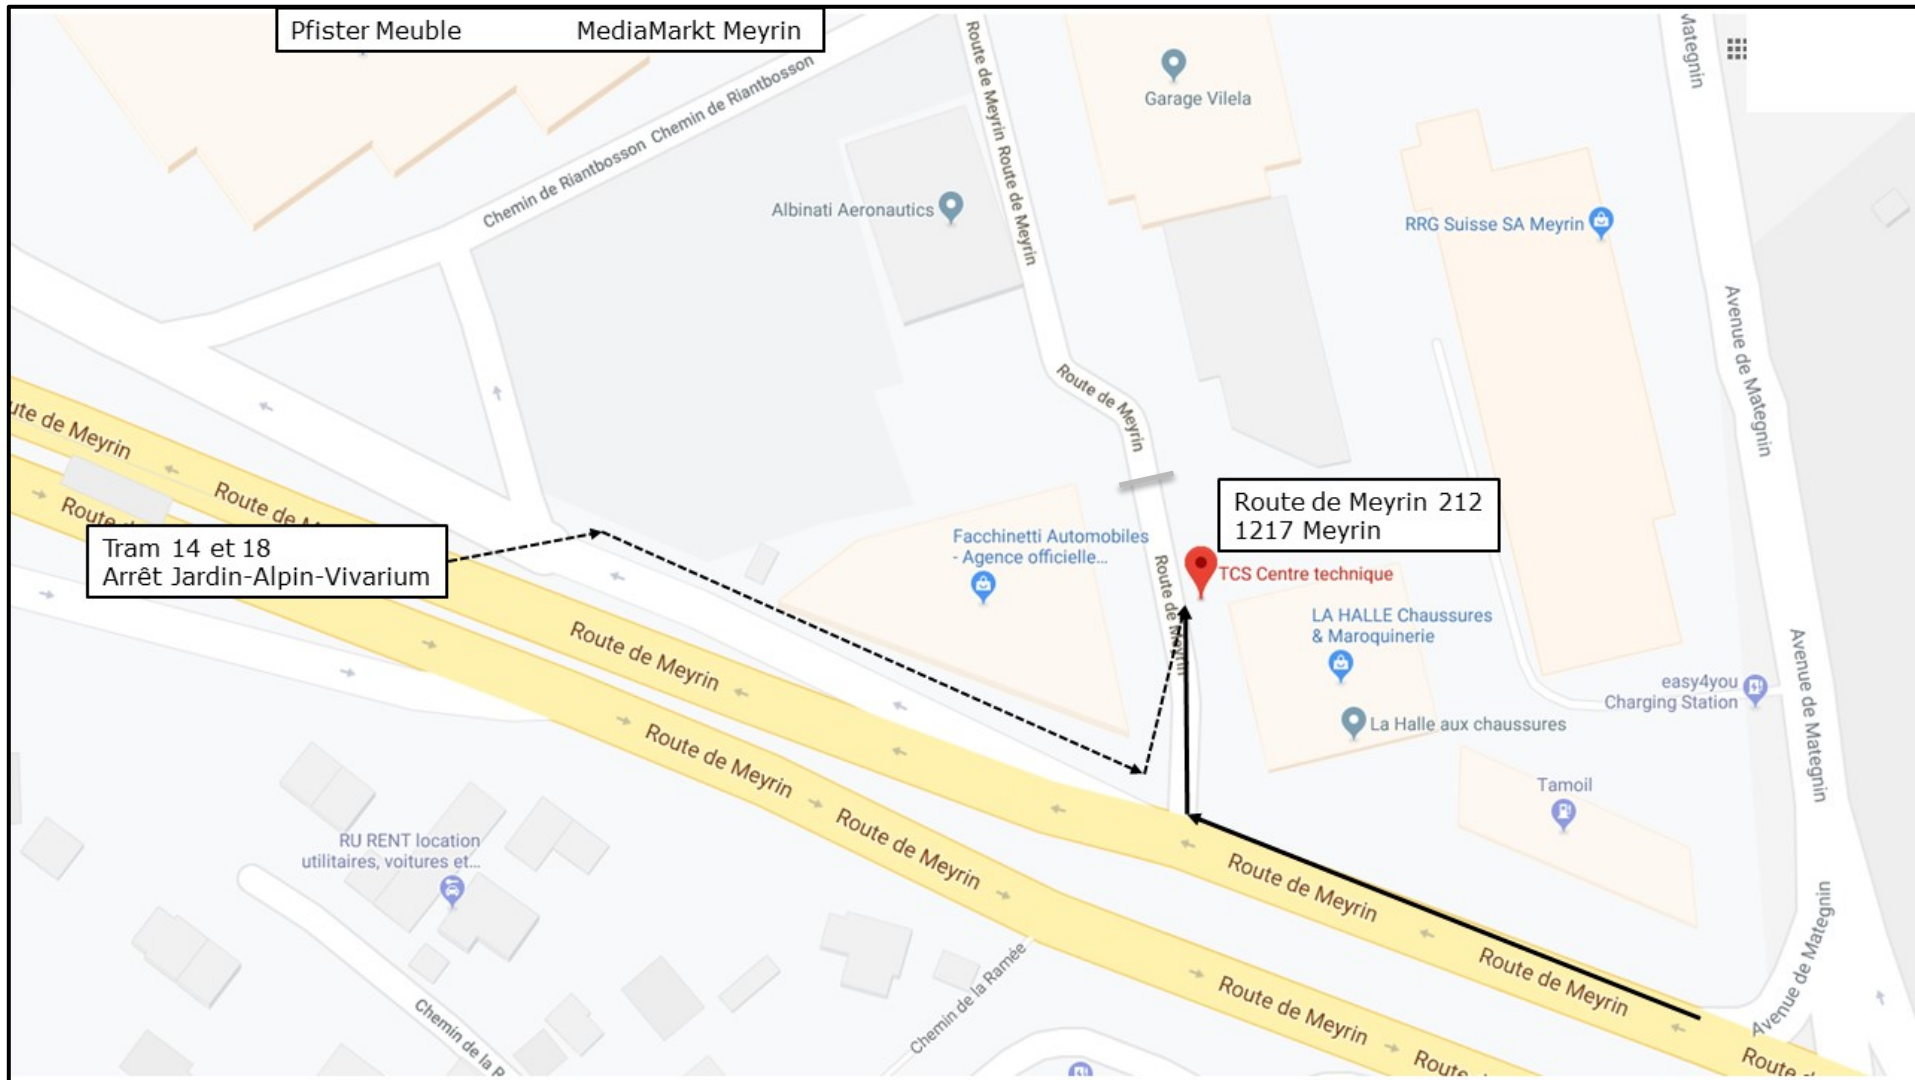 Pfister Meuble MediaMarkt Meyrin
Route de Meyrin Route de Meyrin
Mategnin
Garage Vilela
Chemin de Riantbosson Chemin de Riantbosson
Albinati Aeronautics
RRG Suisse SA Meyrin
Avenue de Mategnin
Route de Meyrin
ute de Meyrin
Route de M
Route
Route de Meyrin 212
1217 Meyrin
Tram 14 et 18
Arrêt Jardin-Alpin-Vivarium
Facchinetti Automobiles
- Agence officielle...
Route de Meyrin
TCS Centre technique
LA HALLE Chaussures
& Maroquinerie
Route de Meyrin
easy4you
Charging Station
Avenue de Mategnin
La Halle aux chaussures
Route de Meyrin
Tamoil
RU RENT location
utilitaires, voitures et...
Route de Meyrin
Route de Meyrin
Avenue de Mategnin
Route de Meyrin
Chemin de la Ramée
Chemin de la R
Route de Meyrin
Route
Route d